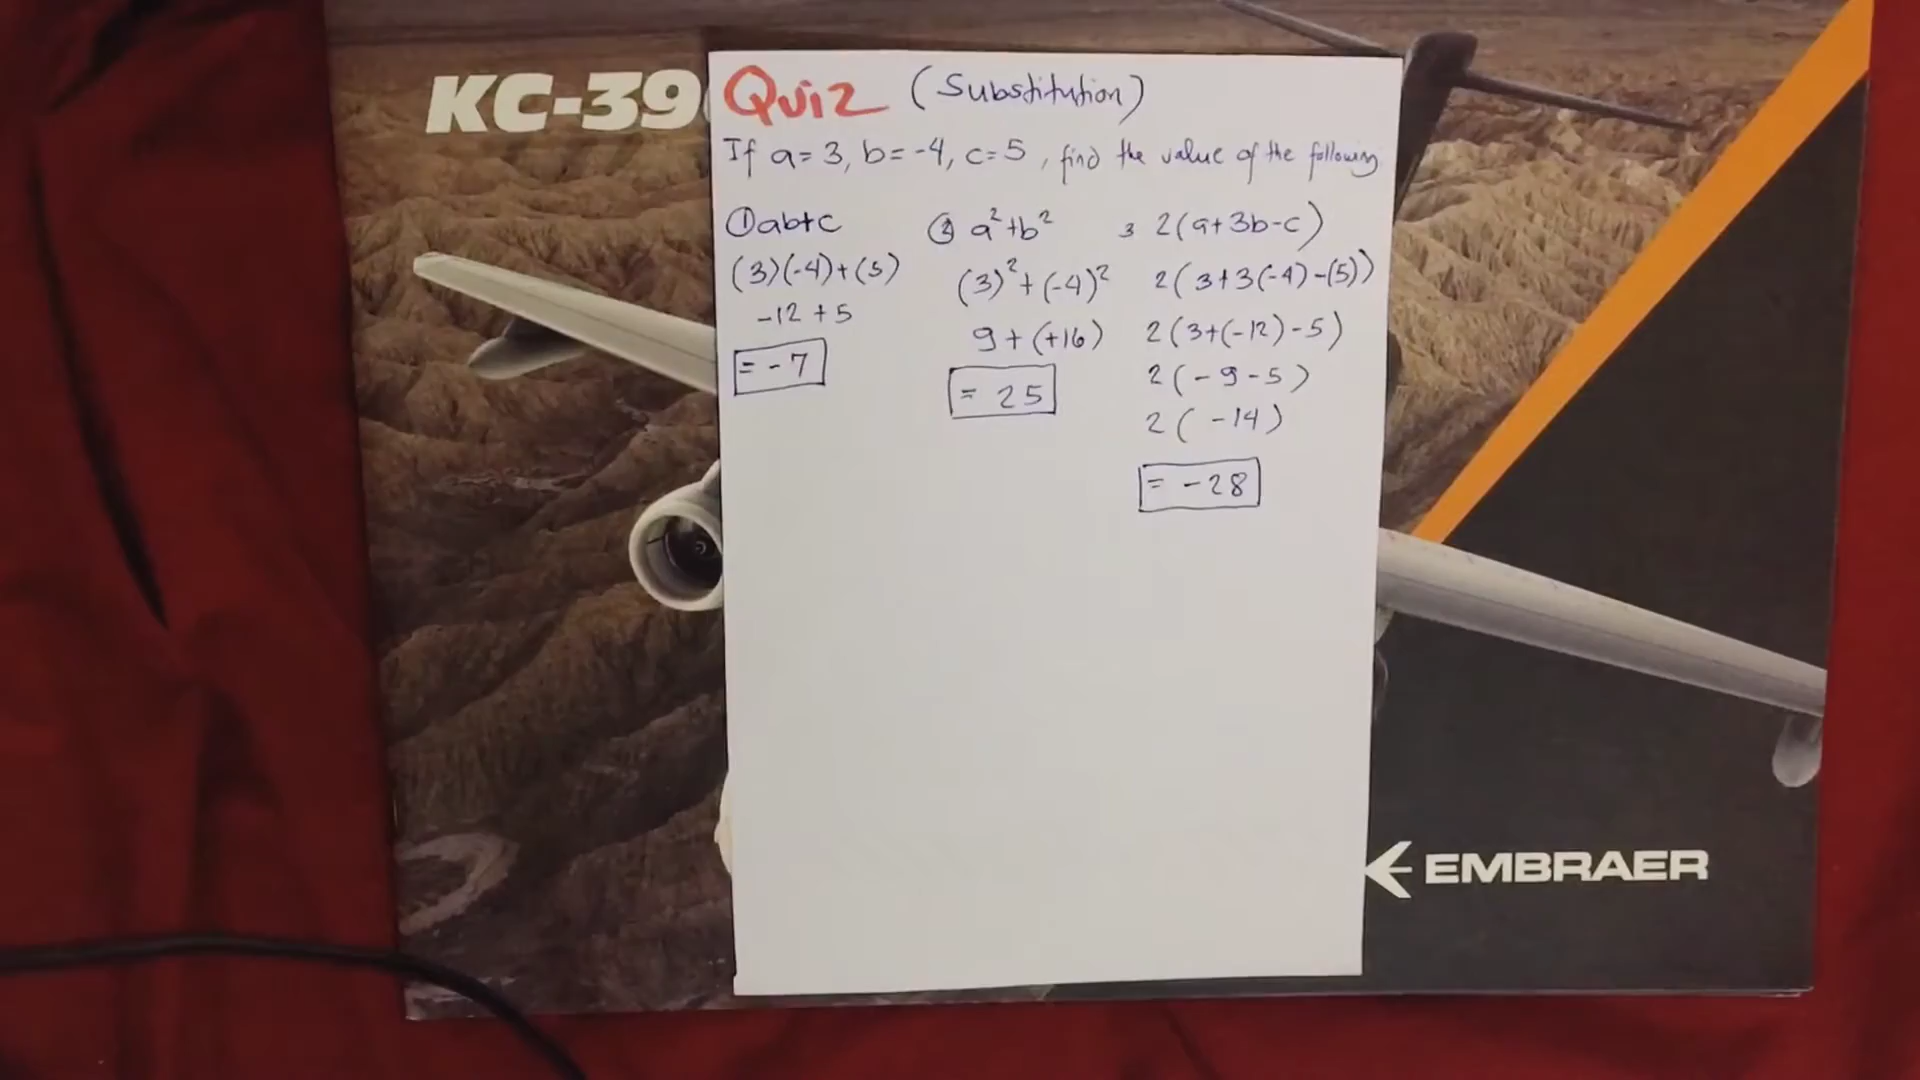 KC-39
Quiz (Substitution)
If a = 3, b = -4, c = 5, find the value of the following
① ab+c
(3)(-4)+(5)
-12 + 5
= -7
② a²+b²
(3)²+(-4)²
9+(+16)
= 25
3 2(a+3b-c)
2(3+3(-4)-(5))
2(3+(-12)-5)
2(-9-5)
2(-14)
= -28
EMBRAER